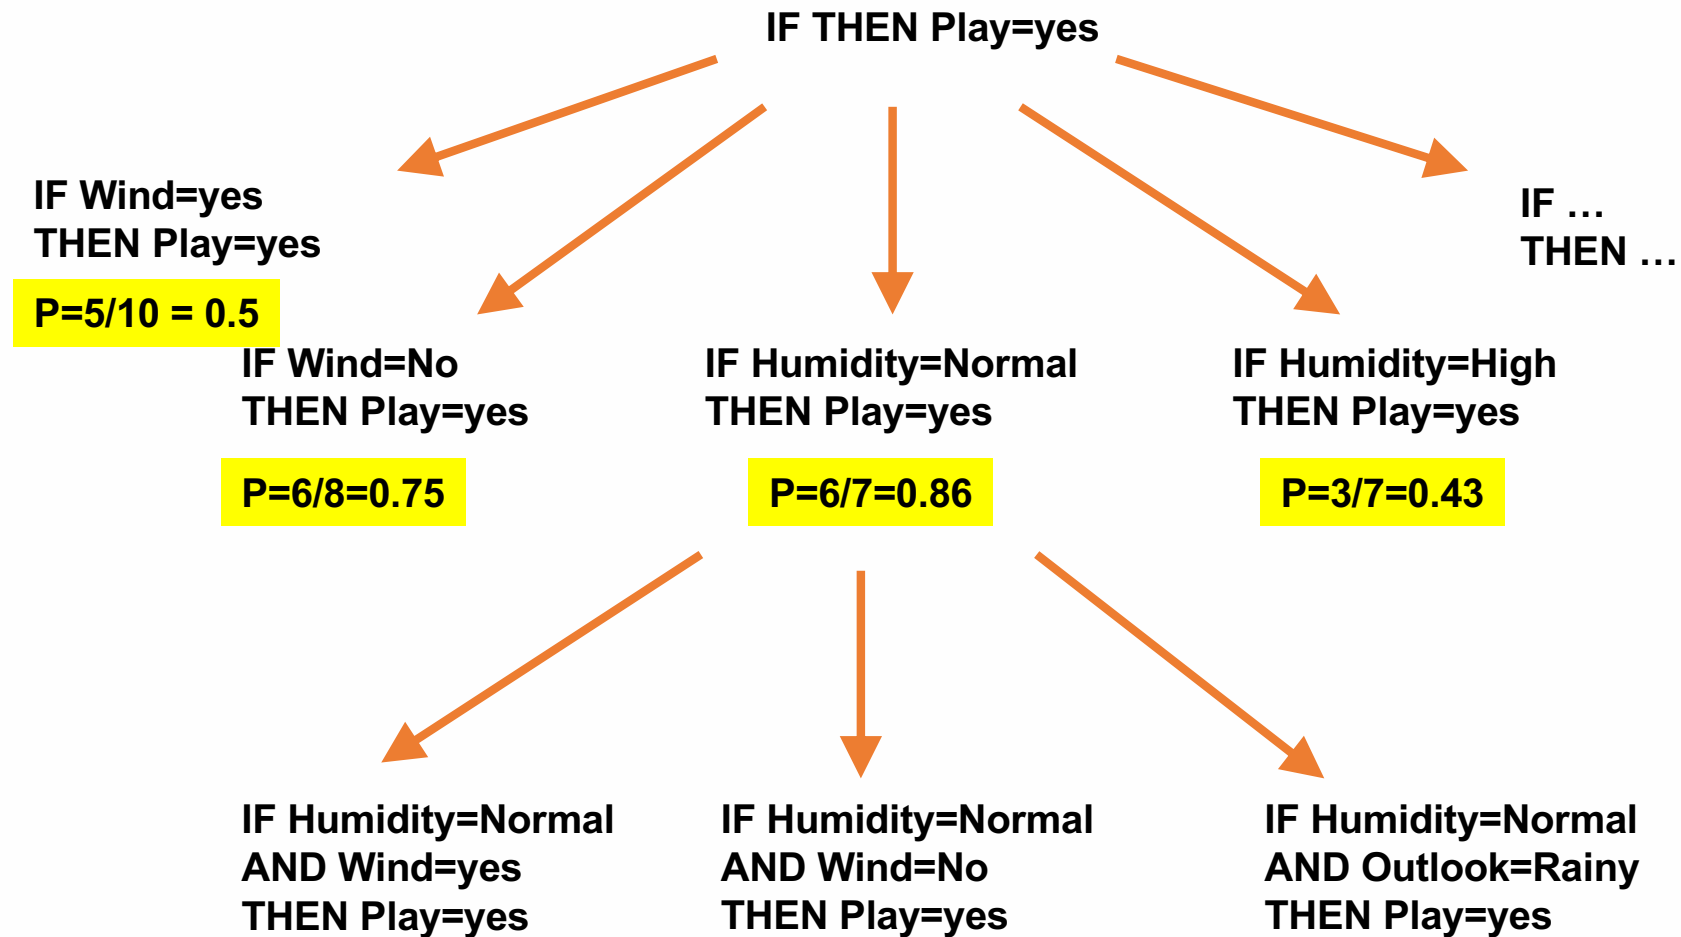 IF THEN Play=yes
IF Wind=yes
THEN Play=yes
P=5/10 = 0.5
IF …
THEN …
IF Wind=No
THEN Play=yes
P=6/8=0.75
IF Humidity=Normal
THEN Play=yes
P=6/7=0.86
IF Humidity=High
THEN Play=yes
P=3/7=0.43
IF Humidity=Normal
AND Wind=yes
THEN Play=yes
IF Humidity=Normal
AND Wind=No
THEN Play=yes
IF Humidity=Normal
AND Outlook=Rainy
THEN Play=yes